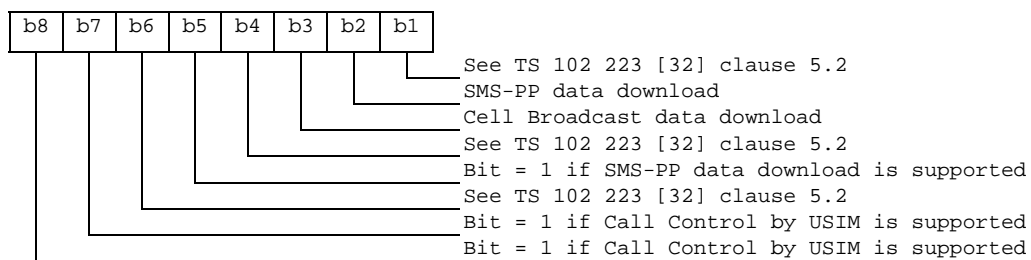 b8 b7 b6 b5 b4 b3 b2 b1
See TS 102 223 [32] clause 5.2
SMS-PP data download
Cell Broadcast data download
See TS 102 223 [32] clause 5.2
Bit = 1 if SMS-PP data download is supported
See TS 102 223 [32] clause 5.2
Bit = 1 if Call Control by USIM is supported
Bit = 1 if Call Control by USIM is supported